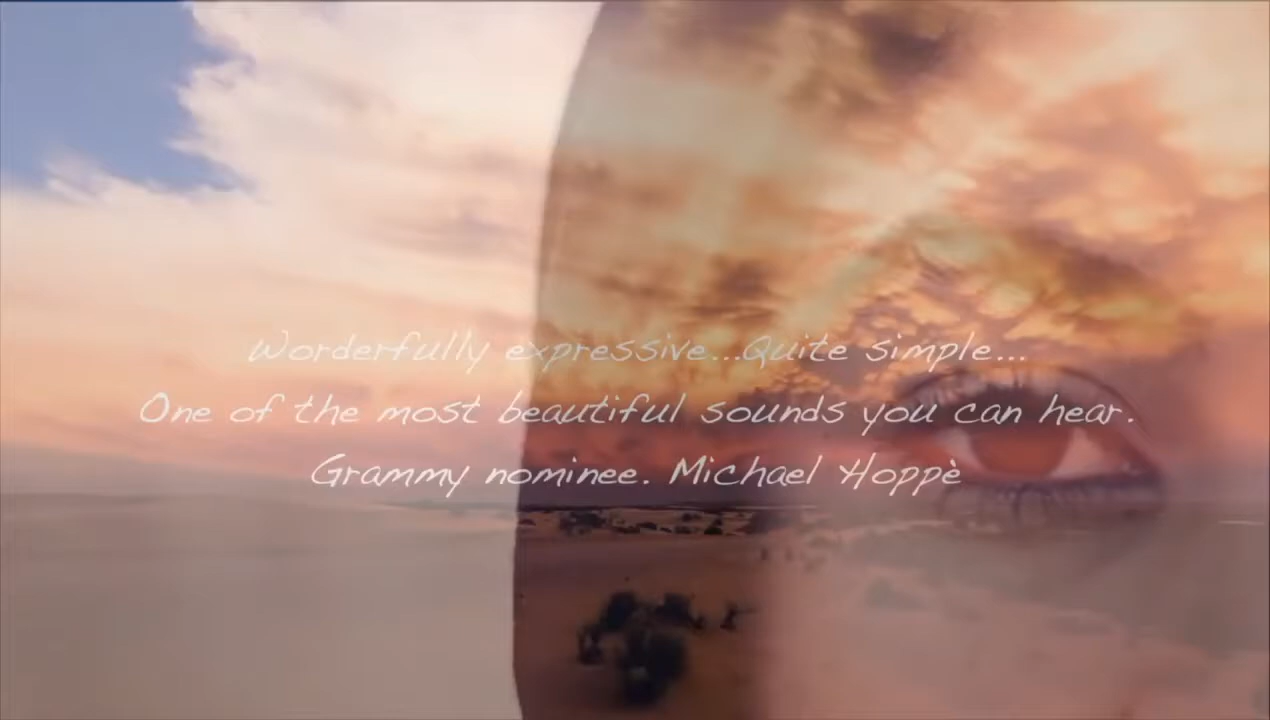 Worderfully expressive...Quite simple...
One of the most beautiful sounds you can hear.
Grammy nominee. Michael Hoppè